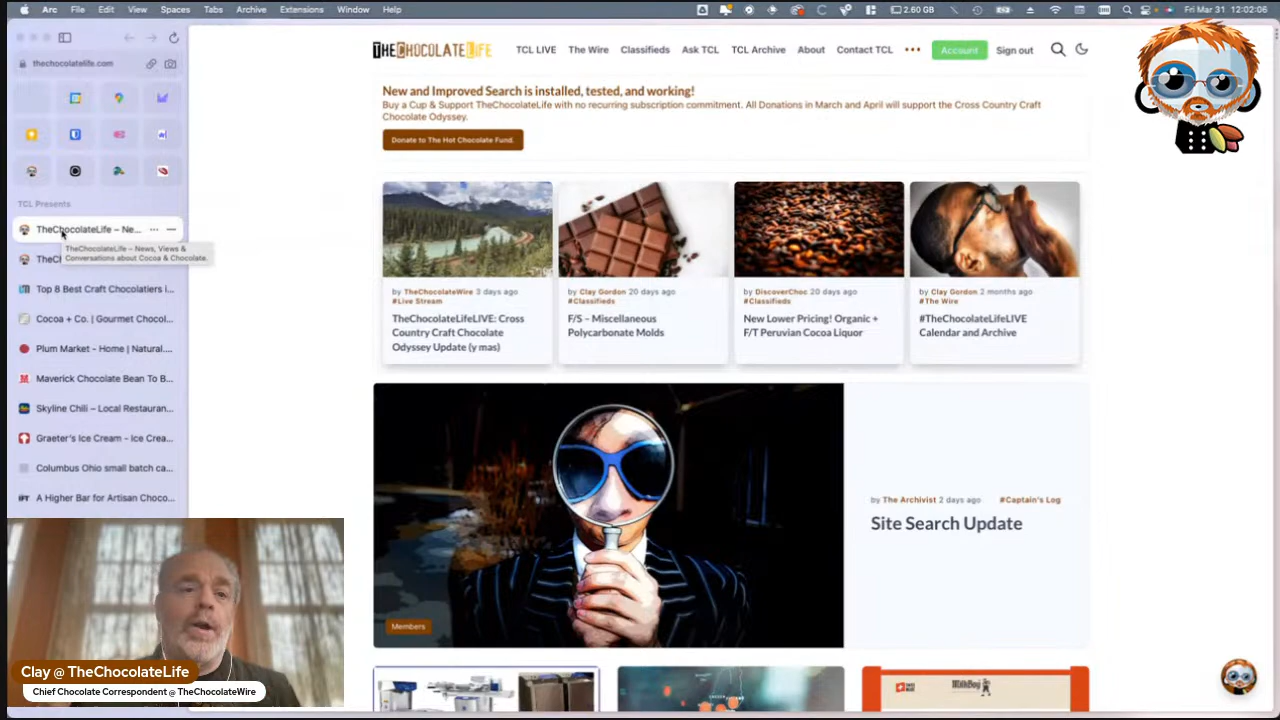 Arc File Edit View Spaces Tabs Archive Extensions Window Help 2.60 GB Fri Mar 31 12:02:06
thechocolatelife.com
TCL Presents
TheChocolateLife – Ne...
TheChocolateLife – News, Views &
Conversations about Cocoa & Chocolate.
TheC
Top 8 Best Craft Chocolatiers i...
Cocoa + Co. | Gourmet Chocol...
Plum Market - Home | Natural....
Maverick Chocolate Bean To B...
Skyline Chili – Local Restauran...
Graeter's Ice Cream - Ice Crea...
Columbus Ohio small batch ca...
A Higher Bar for Artisan Choco...
THECHOCOLATELIFE TCL LIVE The Wire Classifieds Ask TCL TCL Archive About Contact TCL ••• Account Sign out
New and Improved Search is installed, tested, and working!
Buy a Cup & Support TheChocolateLife with no recurring subscription commitment. All Donations in March and April will support the Cross Country Craft
Chocolate Odyssey.
Donate to The Hot Chocolate Fund.
by TheChocolateWire 3 days ago
#Live Stream
TheChocolateLifeLIVE: Cross
Country Craft Chocolate
Odyssey Update (y mas)
by Clay Gordon 20 days ago
#Classifieds
F/S – Miscellaneous
Polycarbonate Molds
by DiscoverChoc 20 days ago
#Classifieds
New Lower Pricing! Organic +
F/T Peruvian Cocoa Liquor
by Clay Gordon 2 months ago
#The Wire
#TheChocolateLifeLIVE
Calendar and Archive
Members
by The Archivist 2 days ago #Captain's Log
Site Search Update
MilkBoy
Clay @ TheChocolateLife
Chief Chocolate Correspondent @ TheChocolateWire